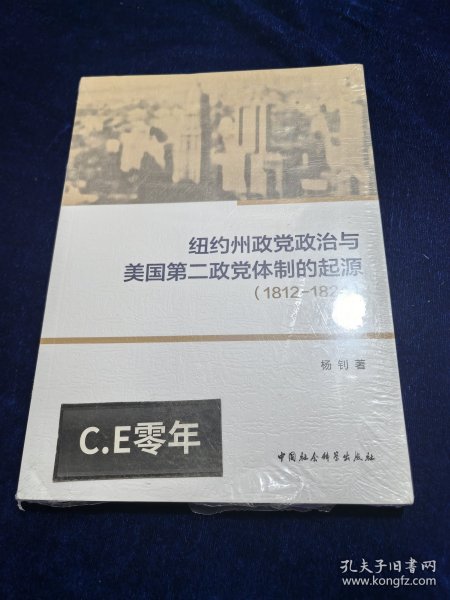 纽约州政党政治与
美国第二政党体制的起源
(1812-182
杨钊 著
C.E零年
中国社会科学出版社
孔夫子旧书网
www.kongfz.com